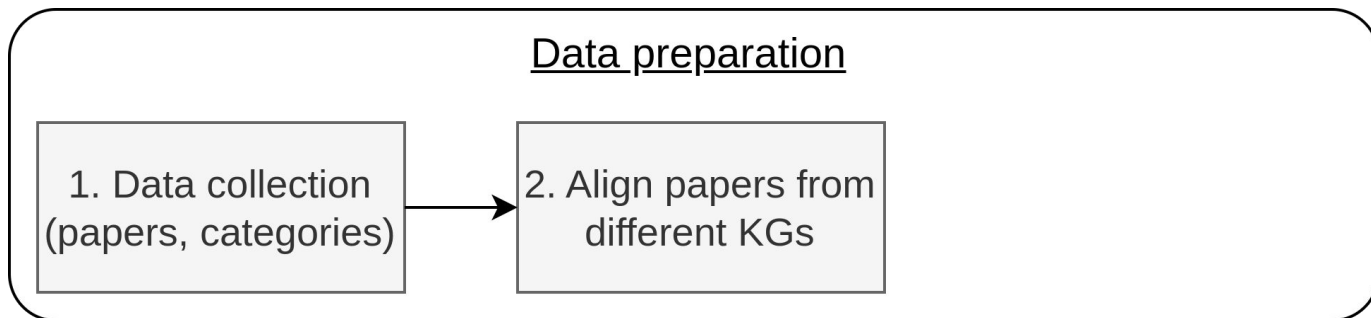 Data preparation
1. Data collection
(papers, categories)
2. Align papers from
different KGs